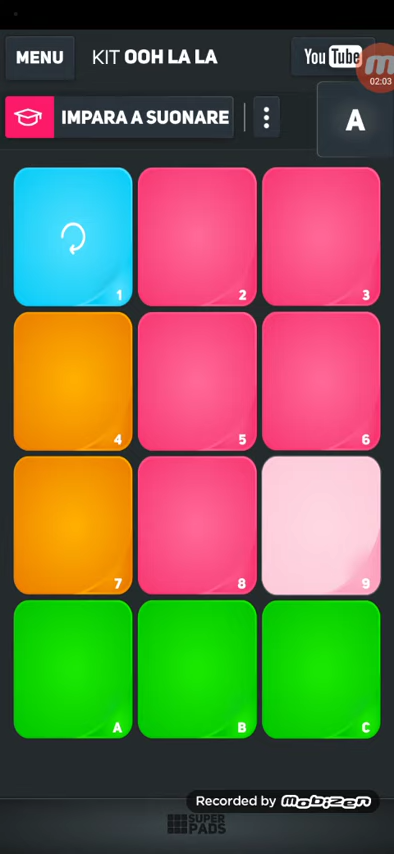 MENU
KIT OOH LA LA
YouTube
02:03
IMPARA A SUONARE
A
1
2
3
4
5
6
7
8
9
A
B
C
Recorded by mobizen
SUPER
PADS